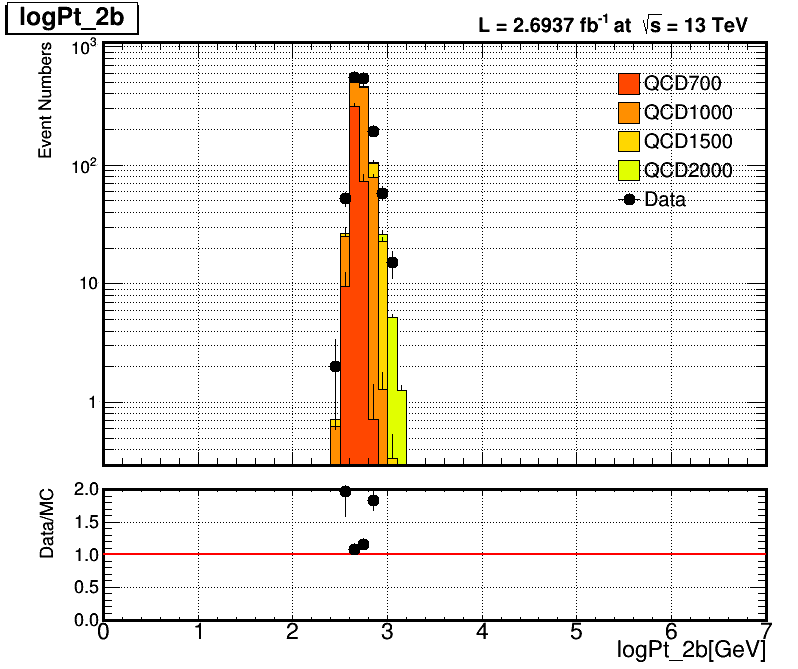 logPt_2b
L = 2.6937 fb⁻¹ at √s = 13 TeV
Event Numbers
10³
10²
10
1
QCD700
QCD1000
QCD1500
QCD2000
Data
Data/MC
2.0
1.5
1.0
0.5
0.0
0 1 2 3 4 5 6 7
logPt_2b[GeV]